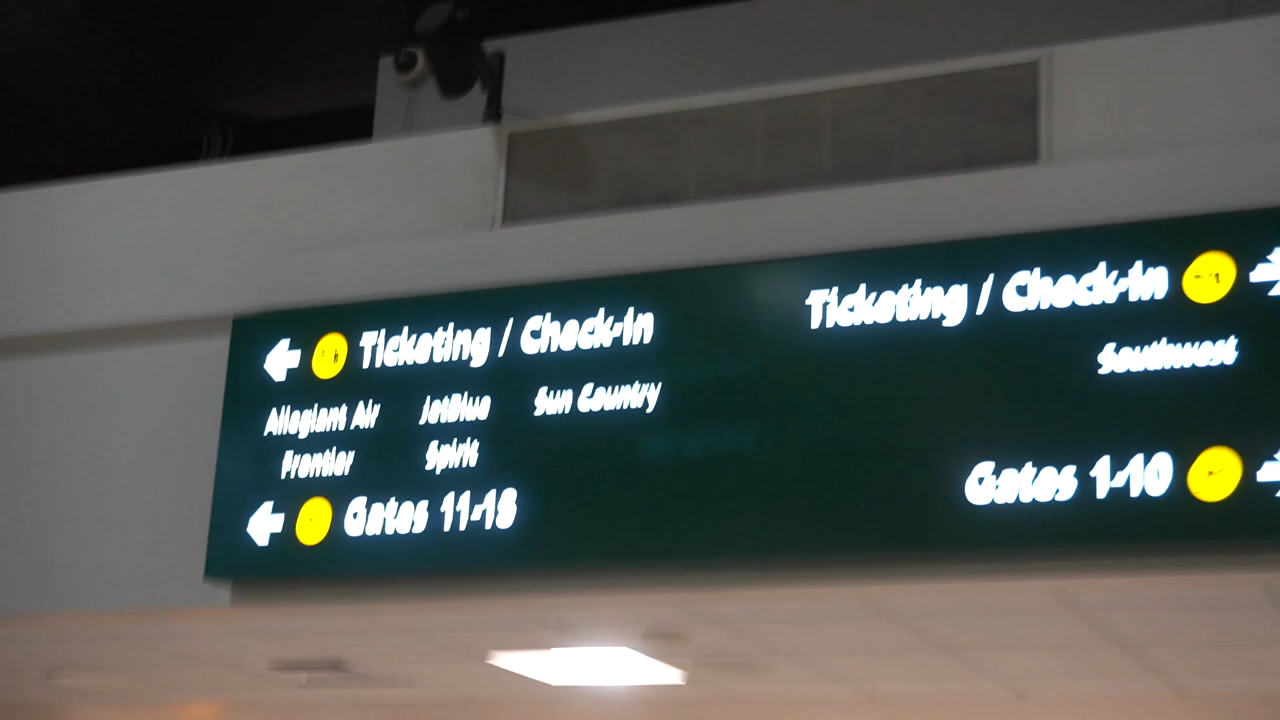 Ticketing / Check-in
Allegiant Air JetBlue Sun Country
Frontier Spirit
Gates 11-18
Ticketing / Check-in
Southwest
Gates 1-10